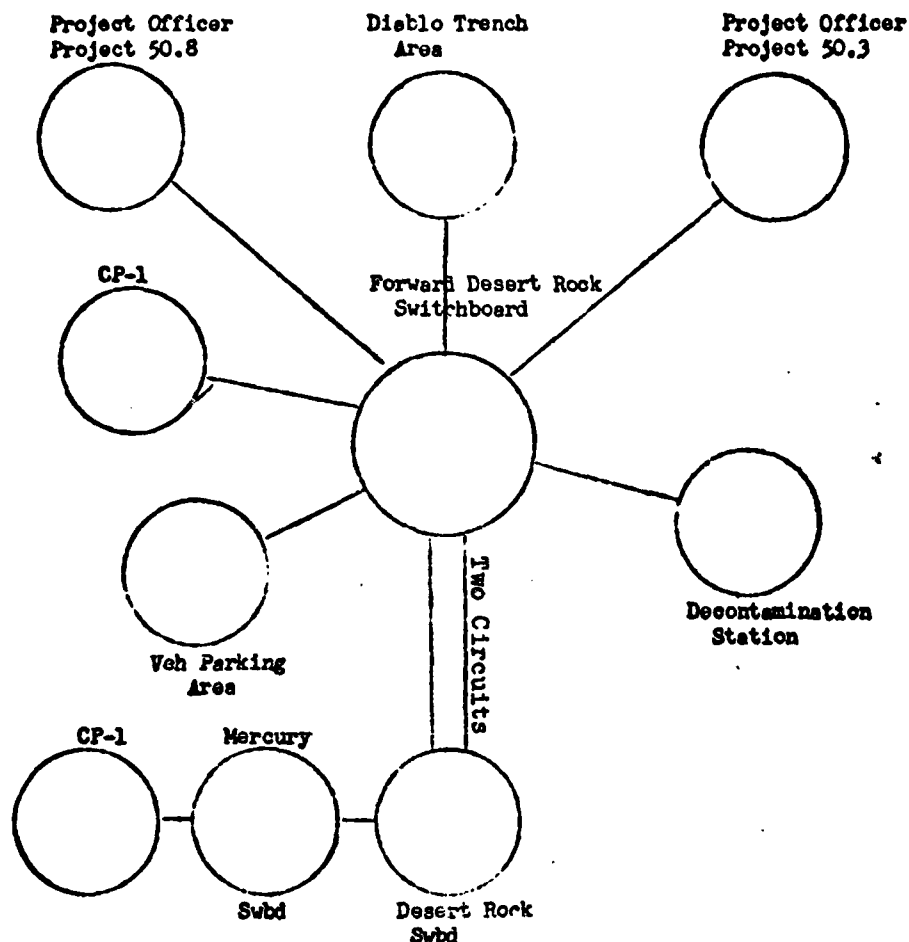 Project Officer
Project 50.8
Diablo Trench
Area
Project Officer
Project 50.3
CP-1
Forward Desert Rock
Switchboard
Two Circuits
Decontamination
Station
Veh Parking
Area
CP-1
Mercury
Swbd
Desert Rock
Swbd